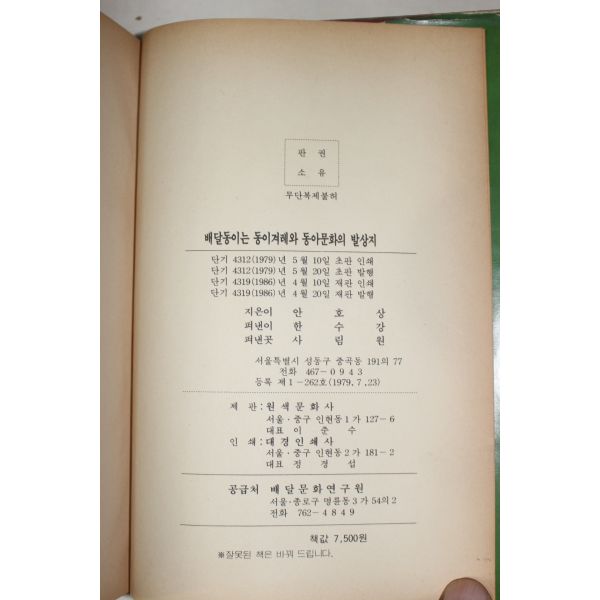 판 권
소 유
무단복제불허
배달동이는 동이겨레와 동아문화의 발상지
단기 4312(1979)년 5월 10일 초판 인쇄
단기 4312(1979)년 5월 20일 초판 발행
단기 4319(1986)년 4월 10일 재판 인쇄
단기 4319(1986)년 4월 20일 재판 발행
지은이 안 호 상
펴낸이 한 수 강
펴낸곳 사 림 원
서울특별시 성동구 중곡동 191의 77
전화 467-0943
등록 제1-262호(1979,7,23)
제 판 : 원색문화사
서울·중구 인현동1가 127-6
대표 이 준 수
인 쇄 : 대경인쇄사
서울·중구 인현동2가 181-2
대표 정 경 섭
공급처 배달문화연구원
서울·종로구 명륜동3가 54의 2
전화 762-4849
책값 7,500원
※잘못된 책은 바꿔 드립니다.